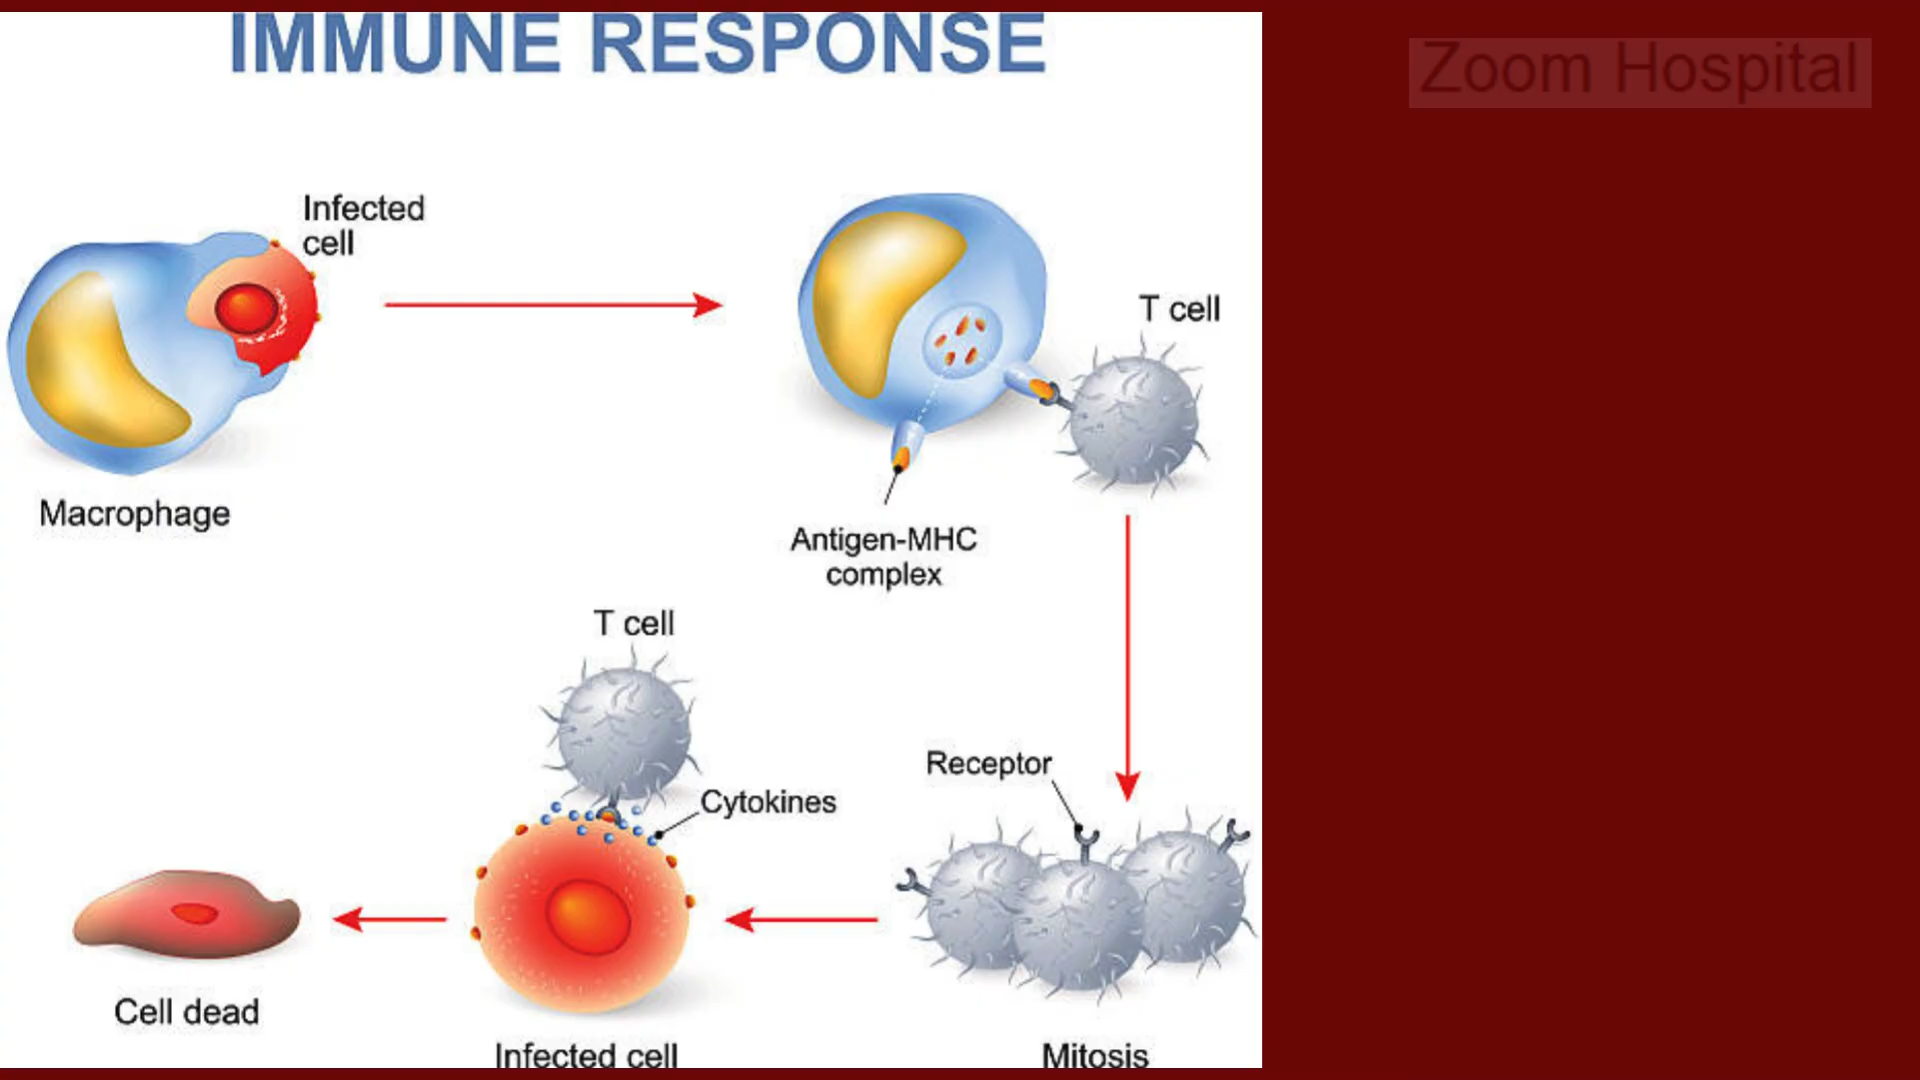 IMMUNE RESPONSE
Zoom Hospital
Infected
cell
T cell
Macrophage
Antigen-MHC
complex
T cell
Receptor
Cytokines
Cell dead
Infected cell
Mitosis